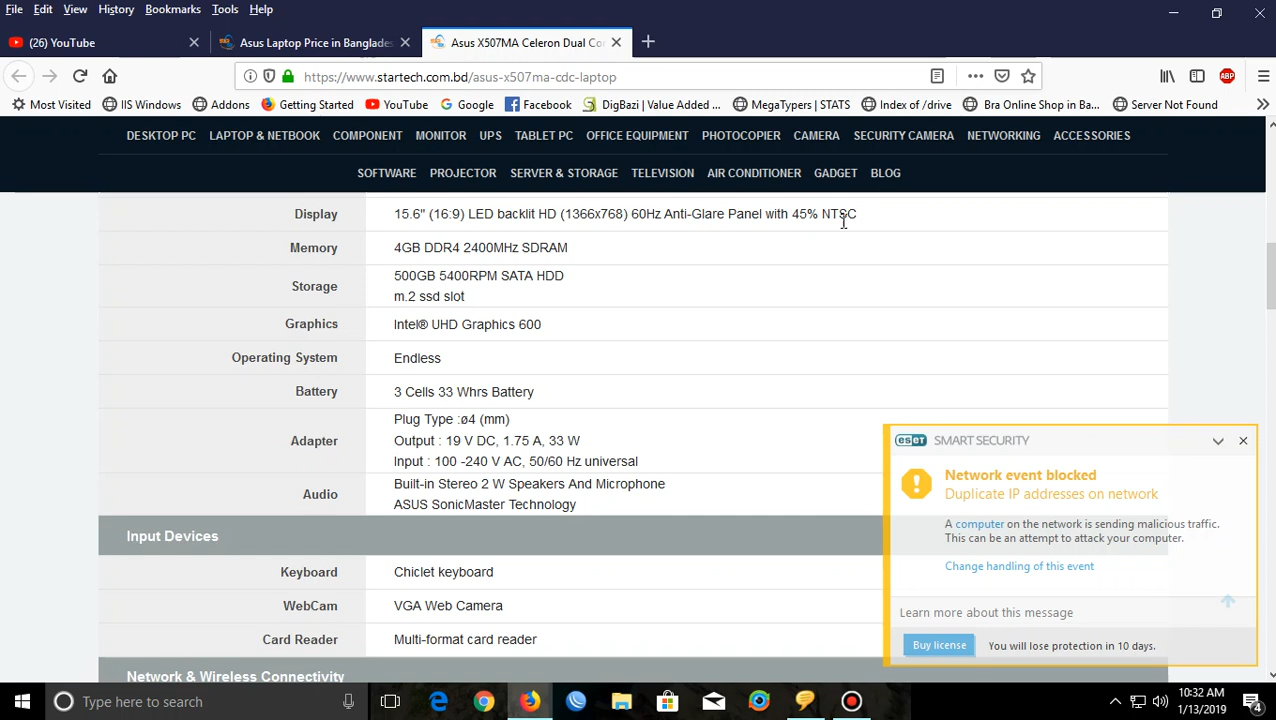 File Edit View History Bookmarks Tools Help
(26) YouTube
Asus Laptop Price in Banglades
Asus X507MA Celeron Dual Co
https://www.startech.com.bd/asus-x507ma-cdc-laptop
ABP
Most Visited IIS Windows Addons Getting Started YouTube Google Facebook DigBazi | Value Added ... MegaTypers | STATS Index of /drive Bra Online Shop in Ba... Server Not Found
DESKTOP PC LAPTOP & NETBOOK COMPONENT MONITOR UPS TABLET PC OFFICE EQUIPMENT PHOTOCOPIER CAMERA SECURITY CAMERA NETWORKING ACCESSORIES
SOFTWARE PROJECTOR SERVER & STORAGE TELEVISION AIR CONDITIONER GADGET BLOG
Display 15.6" (16:9) LED backlit HD (1366x768) 60Hz Anti-Glare Panel with 45% NTSC
Memory 4GB DDR4 2400MHz SDRAM
Storage 500GB 5400RPM SATA HDD
m.2 ssd slot
Graphics Intel® UHD Graphics 600
Operating System Endless
Battery 3 Cells 33 Whrs Battery
Adapter Plug Type :ø4 (mm)
Output : 19 V DC, 1.75 A, 33 W
Input : 100 -240 V AC, 50/60 Hz universal
Audio Built-in Stereo 2 W Speakers And Microphone
ASUS SonicMaster Technology
Input Devices
Keyboard Chiclet keyboard
WebCam VGA Web Camera
Card Reader Multi-format card reader
Network & Wireless Connectivity
eset SMART SECURITY
Network event blocked
Duplicate IP addresses on network
A computer on the network is sending malicious traffic.
This can be an attempt to attack your computer.
Change handling of this event
Learn more about this message
Buy license You will lose protection in 10 days.
Type here to search
10:32 AM
1/13/2019
4